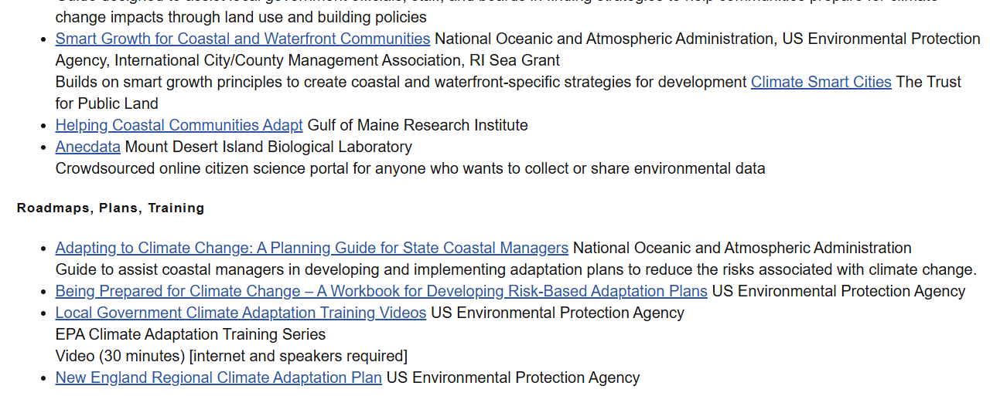 change impacts through land use and building policies
Smart Growth for Coastal and Waterfront Communities National Oceanic and Atmospheric Administration, US Environmental Protection
Agency, International City/County Management Association, RI Sea Grant
Builds on smart growth principles to create coastal and waterfront-specific strategies for development Climate Smart Cities The Trust
for Public Land
Helping Coastal Communities Adapt Gulf of Maine Research Institute
Anecdata Mount Desert Island Biological Laboratory
Crowdsourced online citizen science portal for anyone who wants to collect or share environmental data
Roadmaps, Plans, Training
Adapting to Climate Change: A Planning Guide for State Coastal Managers National Oceanic and Atmospheric Administration
Guide to assist coastal managers in developing and implementing adaptation plans to reduce the risks associated with climate change.
Being Prepared for Climate Change – A Workbook for Developing Risk-Based Adaptation Plans US Environmental Protection Agency
Local Government Climate Adaptation Training Videos US Environmental Protection Agency
EPA Climate Adaptation Training Series
Video (30 minutes) [internet and speakers required]
New England Regional Climate Adaptation Plan US Environmental Protection Agency